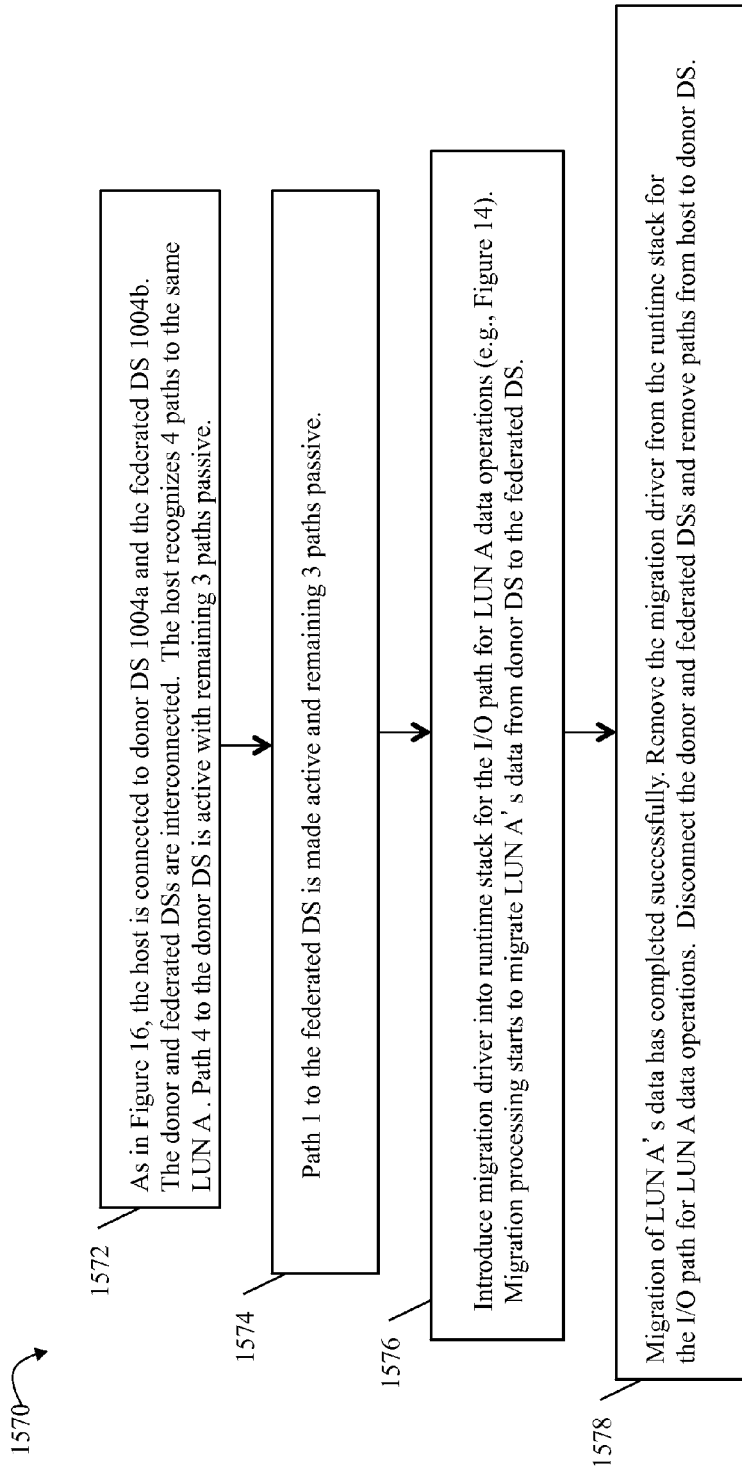 1570
1572
As in Figure 16, the host is connected to donor DS 1004a and the federated DS 1004b.
The donor and federated DSs are interconnected. The host recognizes 4 paths to the same
LUN A . Path 4 to the donor DS is active with remaining 3 paths passive.
1574
Path 1 to the federated DS is made active and remaining 3 paths passive.
1576
Introduce migration driver into runtime stack for the I/O path for LUN A data operations (e.g., Figure 14).
Migration processing starts to migrate LUN A' s data from donor DS to the federated DS.
1578
Migration of LUN A' s data has completed successfully. Remove the migration driver from the runtime stack for
the I/O path for LUN A data operations. Disconnect the donor and federated DSs and remove paths from host to donor DS.